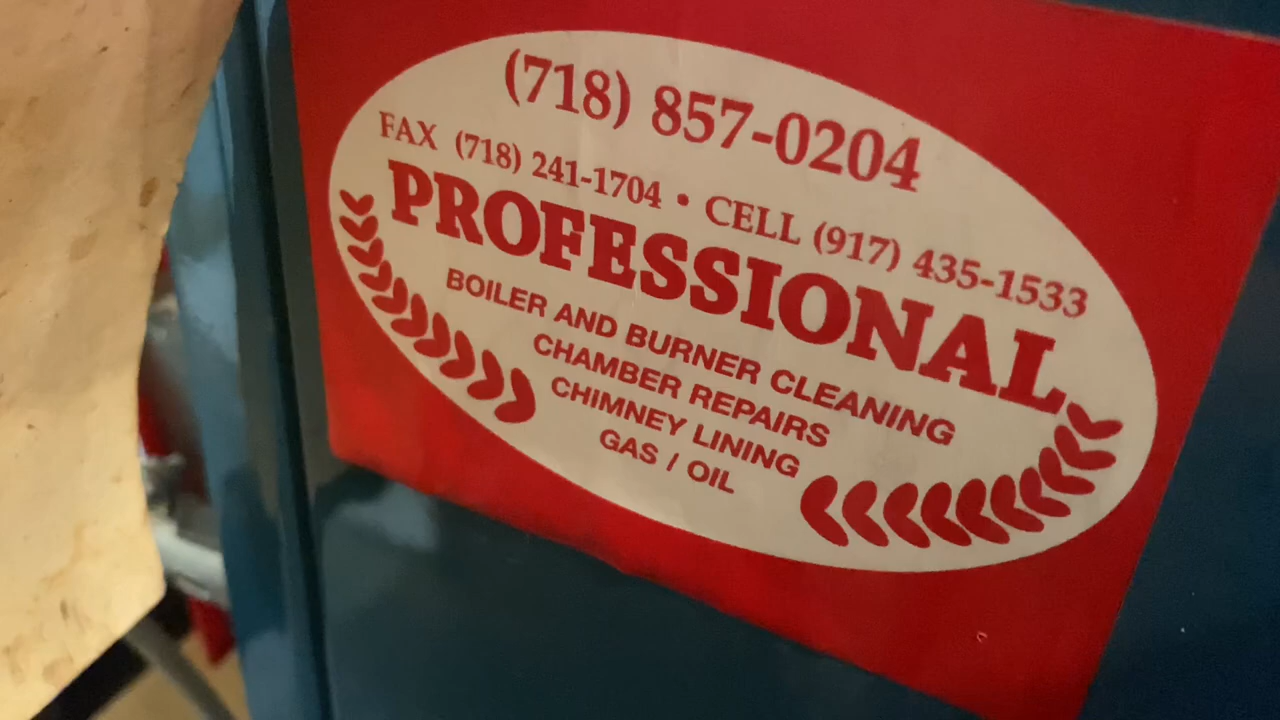 (718) 857-0204
FAX (718) 241-1704 • CELL (917) 435-1533
PROFESSIONAL
BOILER AND BURNER CLEANING
CHAMBER REPAIRS
CHIMNEY LINING
GAS / OIL